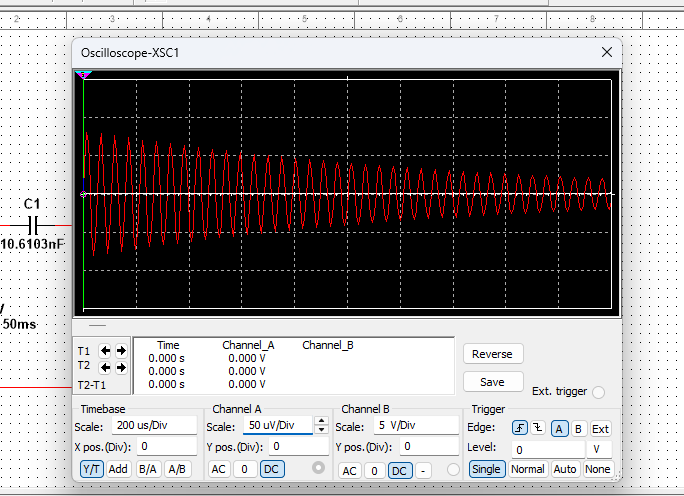 2 3 4 5 6 7 8
Oscilloscope-XSC1
C1
10.6103nF
V
50ms
Time Channel_A Channel_B
T1 0.000 s 0.000 V
T2 0.000 s 0.000 V
T2-T1 0.000 s 0.000 V
Reverse
Save
Ext. trigger
Timebase
Scale: 200 us/Div
X pos.(Div): 0
Y/T Add B/A A/B
Channel A
Scale: 50 uV/Div
Y pos.(Div): 0
AC 0 DC
Channel B
Scale: 5 V/Div
Y pos.(Div): 0
AC 0 DC -
Trigger
Edge: A B Ext
Level: 0 V
Single Normal Auto None